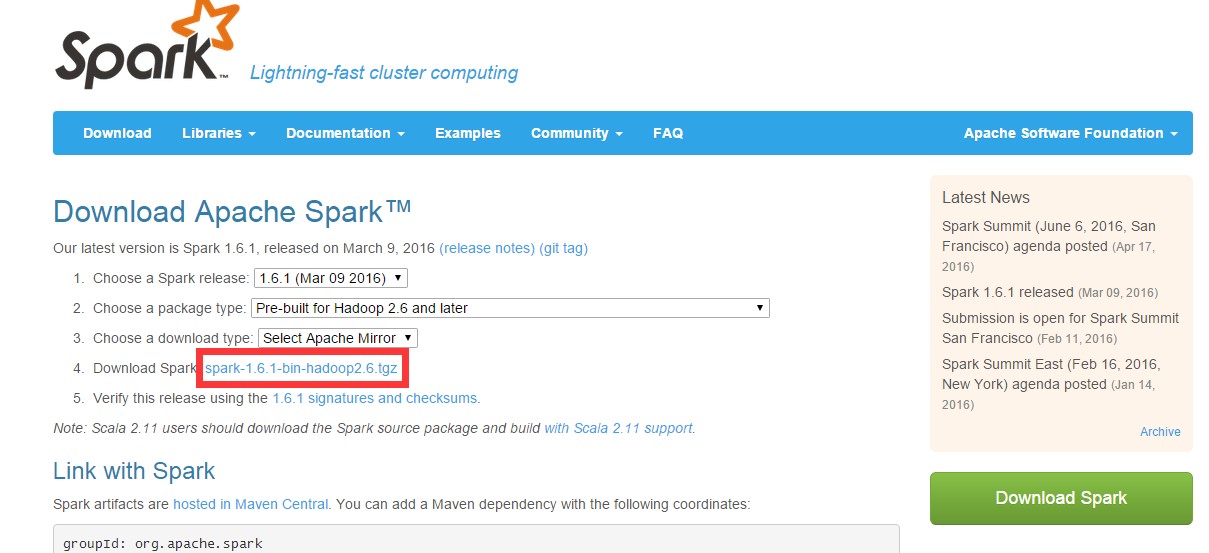 Spark™
Lightning-fast cluster computing
Download Libraries Documentation Examples Community FAQ Apache Software Foundation
Download Apache Spark™
Our latest version is Spark 1.6.1, released on March 9, 2016 (release notes) (git tag)
1. Choose a Spark release: 1.6.1 (Mar 09 2016)
2. Choose a package type: Pre-built for Hadoop 2.6 and later
3. Choose a download type: Select Apache Mirror
4. Download Spark spark-1.6.1-bin-hadoop2.6.tgz
5. Verify this release using the 1.6.1 signatures and checksums.
Note: Scala 2.11 users should download the Spark source package and build with Scala 2.11 support.
Link with Spark
Spark artifacts are hosted in Maven Central. You can add a Maven dependency with the following coordinates:
groupId: org.apache.spark
Latest News
Spark Summit (June 6, 2016, San
Francisco) agenda posted (Apr 17,
2016)
Spark 1.6.1 released (Mar 09, 2016)
Submission is open for Spark Summit
San Francisco (Feb 11, 2016)
Spark Summit East (Feb 16, 2016,
New York) agenda posted (Jan 14,
2016)
Archive
Download Spark